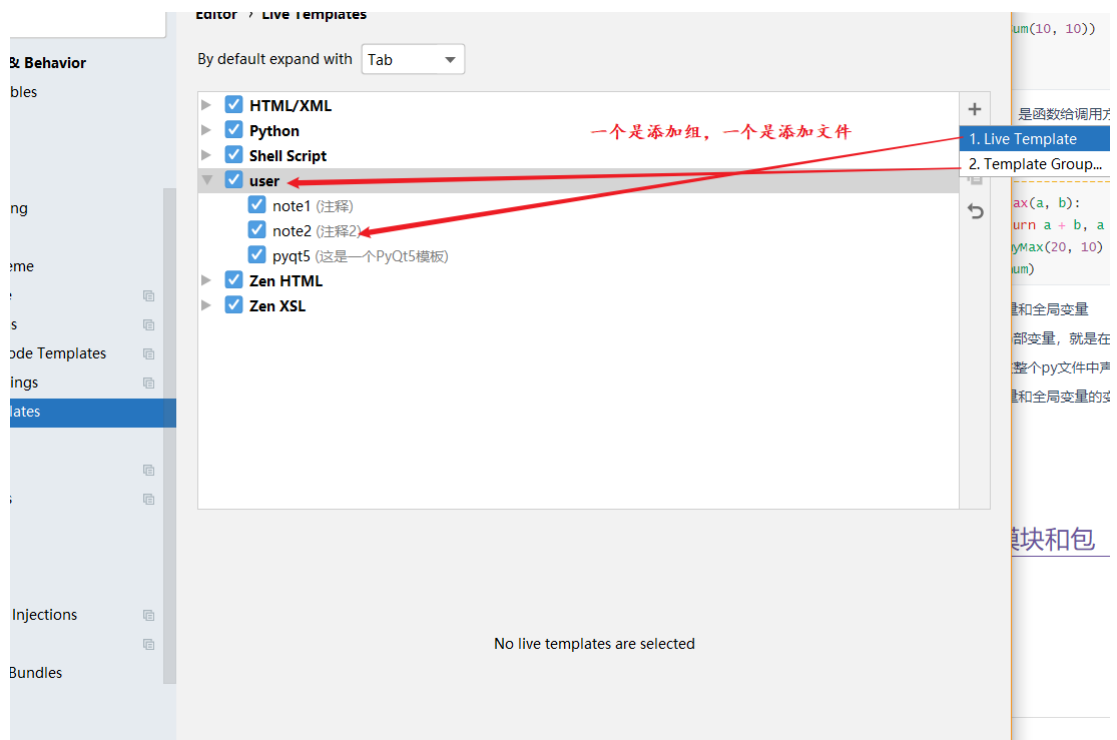 Editor › Live Templates
um(10, 10))
& Behavior
By default expand with Tab
bles
HTML/XML
是函数给调用方
Python
一个是添加组，一个是添加文件
1. Live Template
Shell Script
2. Template Group...
user
ng
note1 (注释)
ax(a, b):
note2 (注释2)
urn a + b, a
yMax(20, 10)
pyqt5 (这是一个PyQt5模板)
eme
um)
Zen HTML
量和全局变量
Zen XSL
s
部变量，就是在
ode Templates
整个py文件中声
ings
量和全局变量的变
lates
模块和包
Injections
No live templates are selected
Bundles